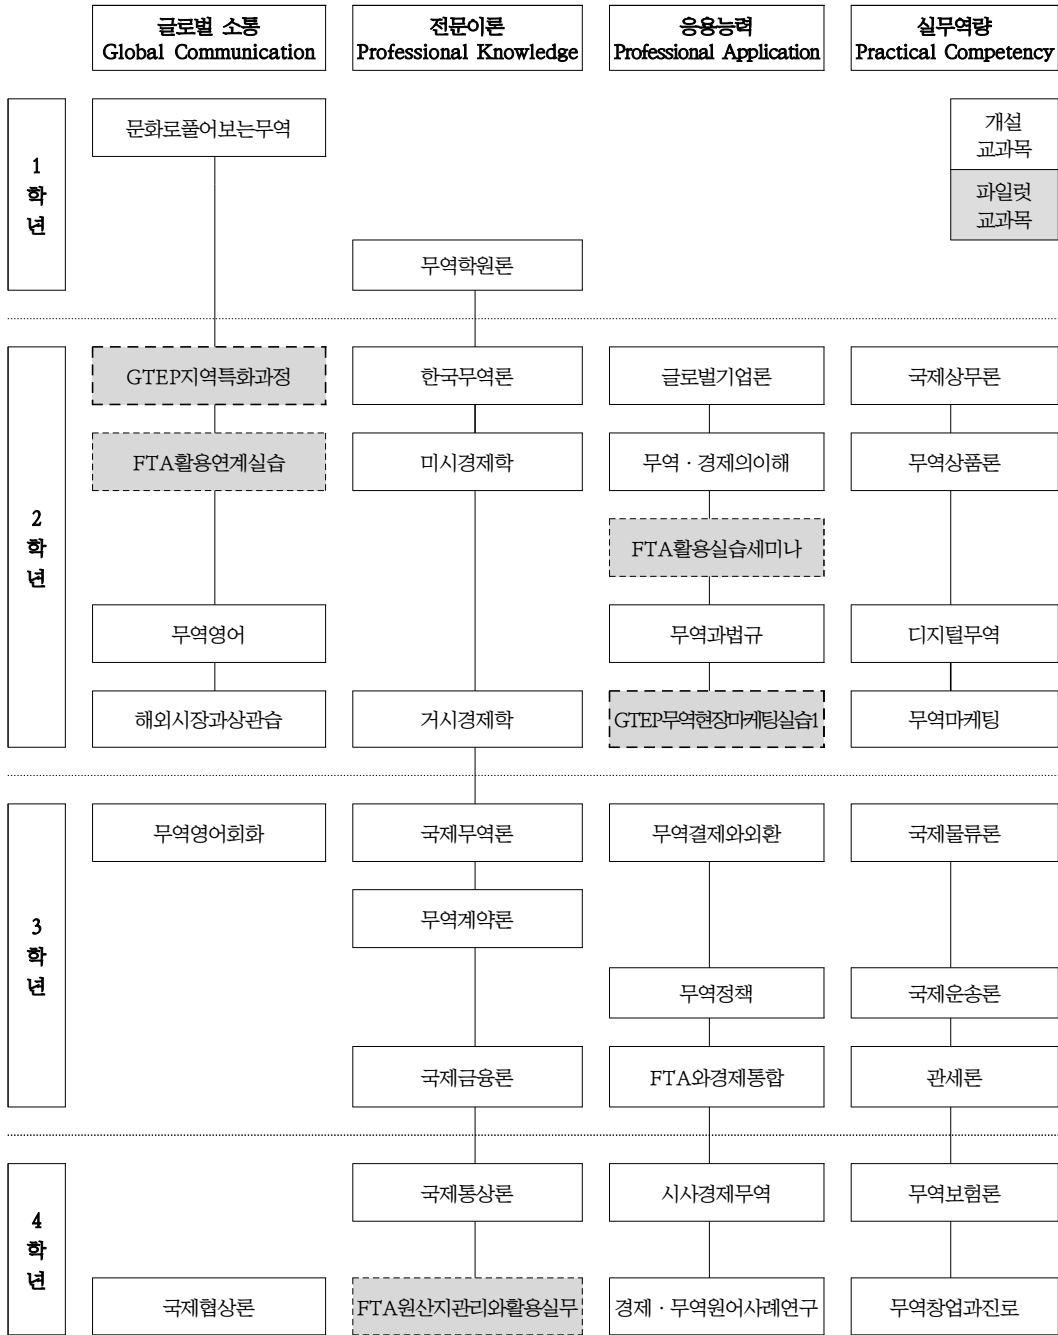 글로벌 소통
Global Communication
전문이론
Professional Knowledge
응용능력
Professional Application
실무역량
Practical Competency
1
학
년
문화로풀어보는무역
개설
교과목
파일럿
교과목
무역학원론
2
학
년
GTEP지역특화과정
한국무역론
글로벌기업론
국제상무론
FTA활용연계실습
미시경제학
무역·경제의이해
무역상품론
FTA활용실습세미나
무역영어
무역과법규
디지털무역
해외시장과상관습
거시경제학
GTEP무역현장마케팅실습1
무역마케팅
3
학
년
무역영어회화
국제무역론
무역결제와외환
국제물류론
무역계약론
무역정책
국제운송론
국제금융론
FTA와경제통합
관세론
4
학
년
국제통상론
시사경제무역
무역보험론
국제협상론
FTA원산지관리와활용실무
경제·무역원어사례연구
무역창업과진로